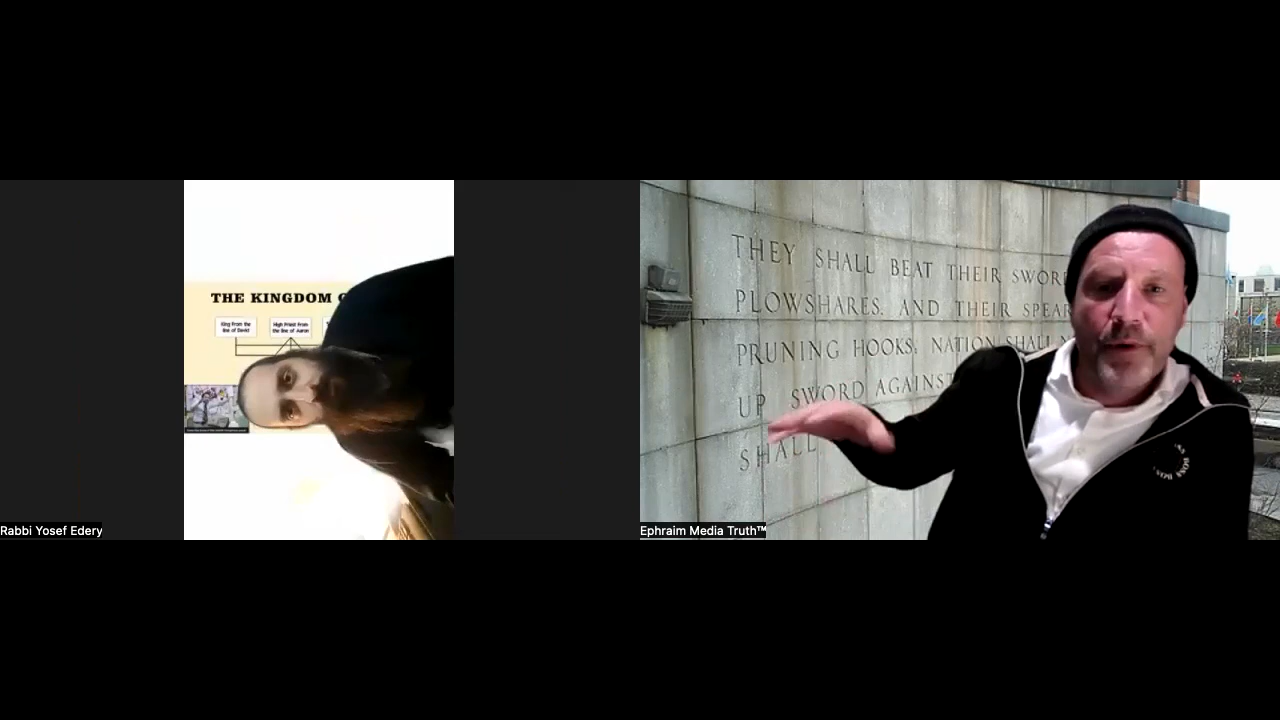 THE KINGDOM
King From the
line of David
High Priest From
the line of Aaron
Rabbi Yosef Edery
THEY SHALL BEAT THEIR SWOR
PLOWSHARES. AND THEIR SPEAR
PRUNING HOOKS: NATION SHALL
UP SWORD AGAINST
SHALL
Ephraim Media Truth™